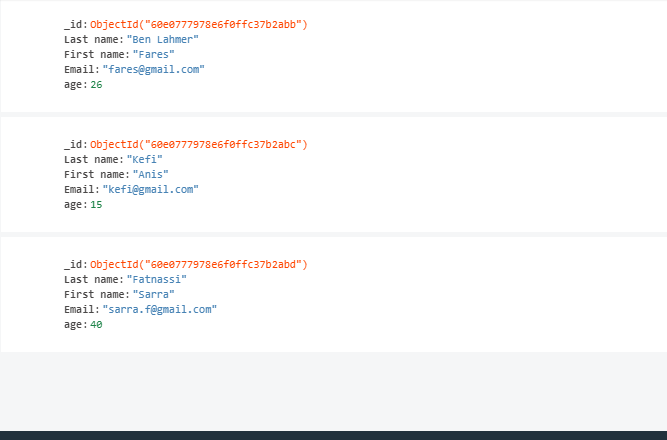 _id: ObjectId("60e0777978e6f0ffc37b2abb")
Last name: "Ben Lahmer"
First name: "Fares"
Email: "fares@gmail.com"
age: 26
_id: ObjectId("60e0777978e6f0ffc37b2abc")
Last name: "Kefi"
First name: "Anis"
Email: "kefi@gmail.com"
age: 15
_id: ObjectId("60e0777978e6f0ffc37b2abd")
Last name: "Fatnassi"
First name: "Sarra"
Email: "sarra.f@gmail.com"
age: 40